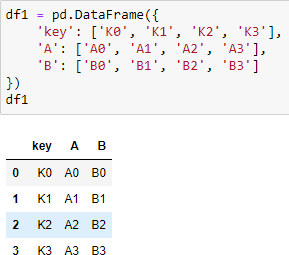 df1 = pd.DataFrame({
    'key': ['K0', 'K1', 'K2', 'K3'],
    'A': ['A0', 'A1', 'A2', 'A3'],
    'B': ['B0', 'B1', 'B2', 'B3']
})
df1
key A B
0 K0 A0 B0
1 K1 A1 B1
2 K2 A2 B2
3 K3 A3 B3